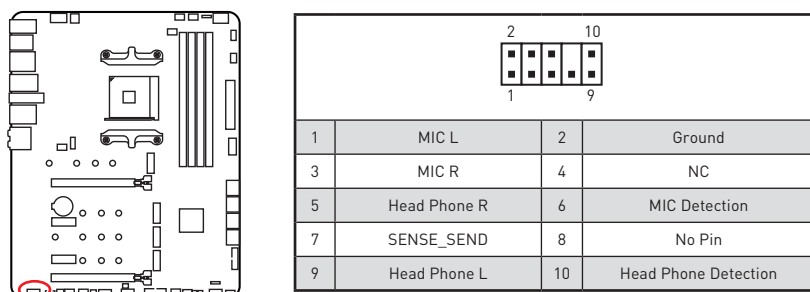 2 10
1 9
1 MIC L 2 Ground
3 MIC R 4 NC
5 Head Phone R 6 MIC Detection
7 SENSE_SEND 8 No Pin
9 Head Phone L 10 Head Phone Detection